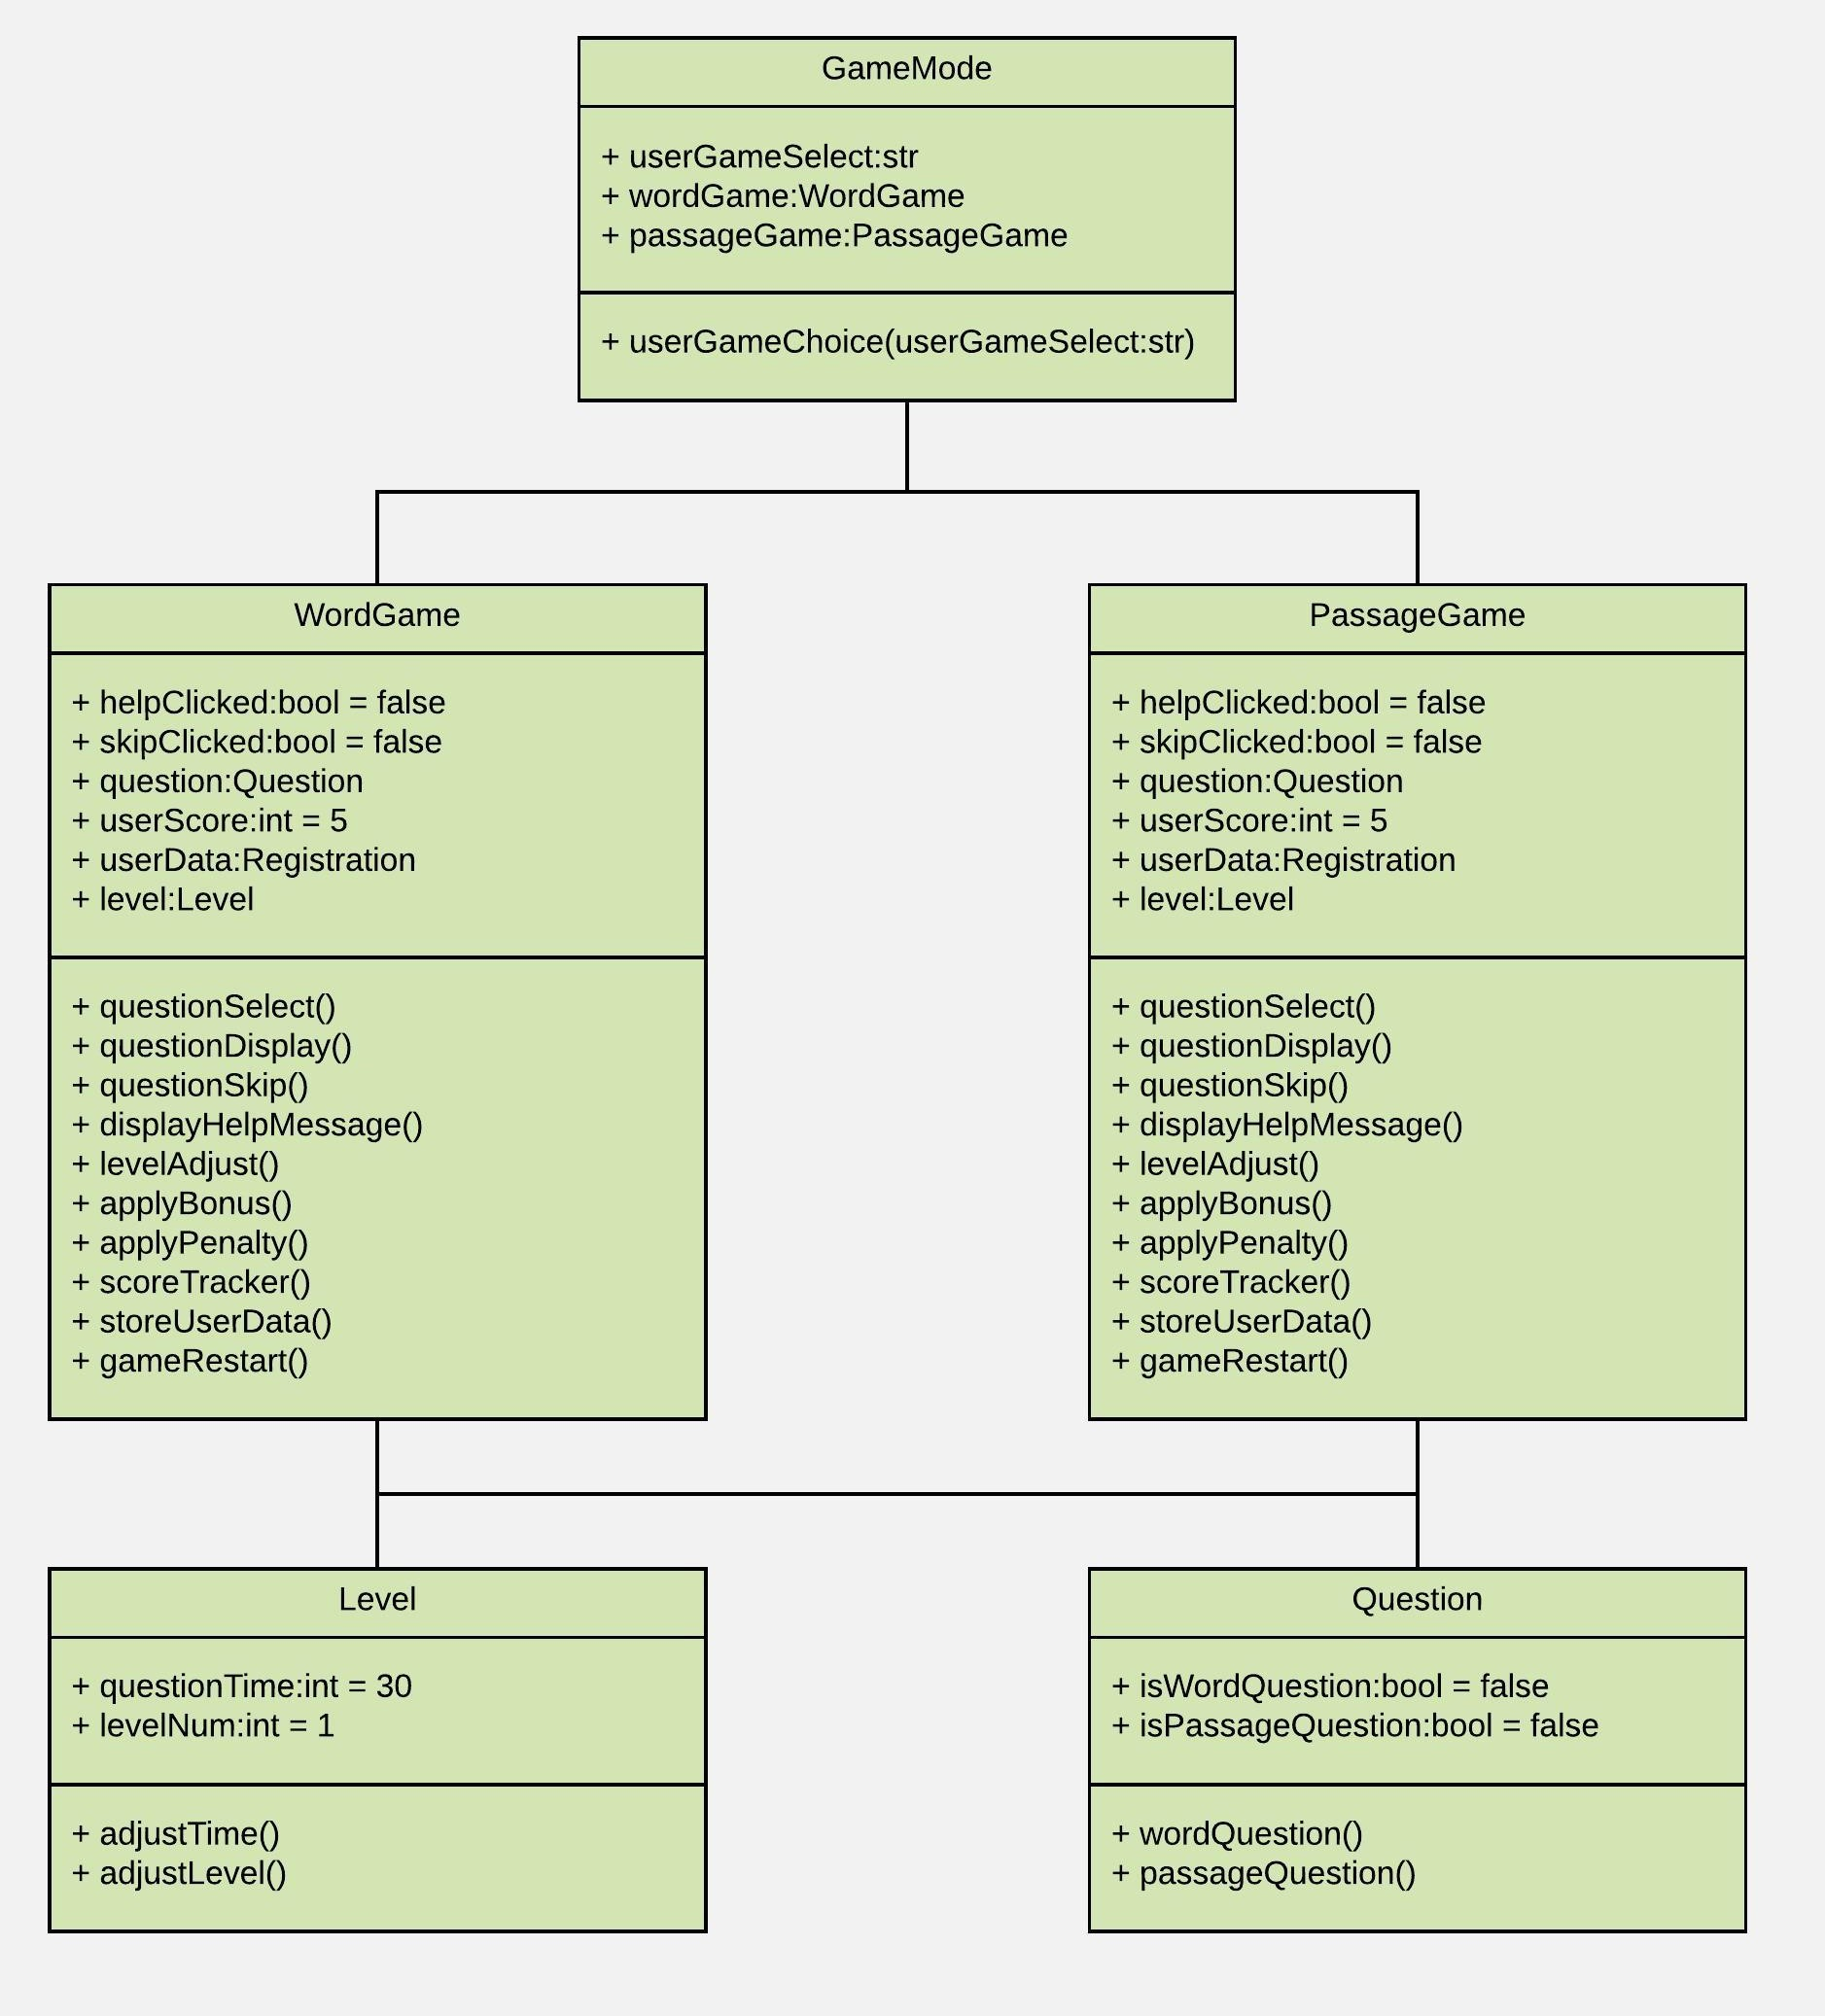 GameMode
+ userGameSelect:str
+ wordGame:WordGame
+ passageGame:PassageGame
+ userGameChoice(userGameSelect:str)
WordGame
+ helpClicked:bool = false
+ skipClicked:bool = false
+ question:Question
+ userScore:int = 5
+ userData:Registration
+ level:Level
+ questionSelect()
+ questionDisplay()
+ questionSkip()
+ displayHelpMessage()
+ levelAdjust()
+ applyBonus()
+ applyPenalty()
+ scoreTracker()
+ storeUserData()
+ gameRestart()
PassageGame
+ helpClicked:bool = false
+ skipClicked:bool = false
+ question:Question
+ userScore:int = 5
+ userData:Registration
+ level:Level
+ questionSelect()
+ questionDisplay()
+ questionSkip()
+ displayHelpMessage()
+ levelAdjust()
+ applyBonus()
+ applyPenalty()
+ scoreTracker()
+ storeUserData()
+ gameRestart()
Level
+ questionTime:int = 30
+ levelNum:int = 1
+ adjustTime()
+ adjustLevel()
Question
+ isWordQuestion:bool = false
+ isPassageQuestion:bool = false
+ wordQuestion()
+ passageQuestion()